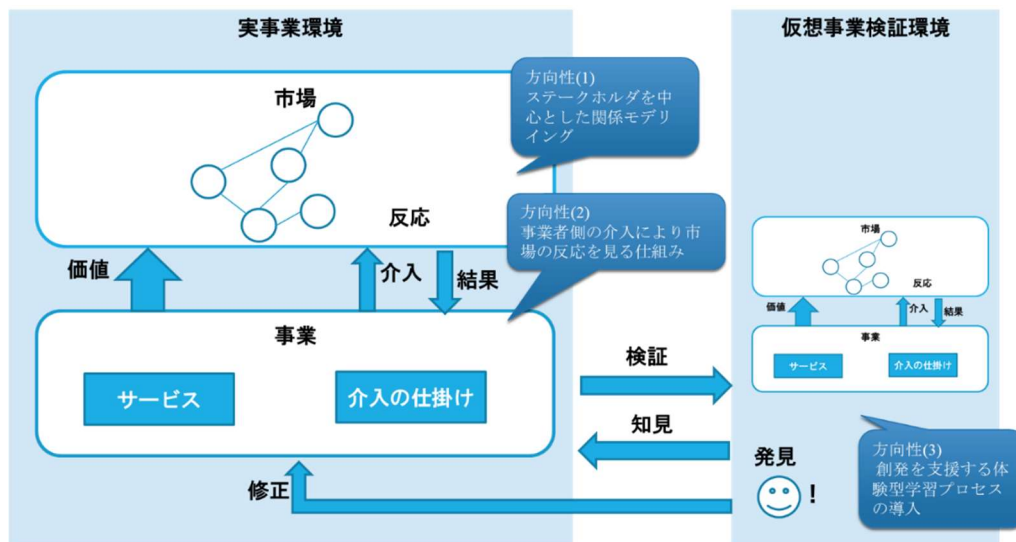 実事業環境
市場
反応
価値
介入
結果
事業
サービス
介入の仕掛け
方向性(1)
ステークホルダを中
心とした関係モデリ
イング
方向性(2)
事業者側の介入により市
場の反応を見る仕組み
検証
知見
修正
仮想事業検証環境
市場
反応
価値
介入
結果
事業
サービス
介入の仕掛け
発見
!
方向性(3)
創発を支援する体
験型学習プロセス
の導入